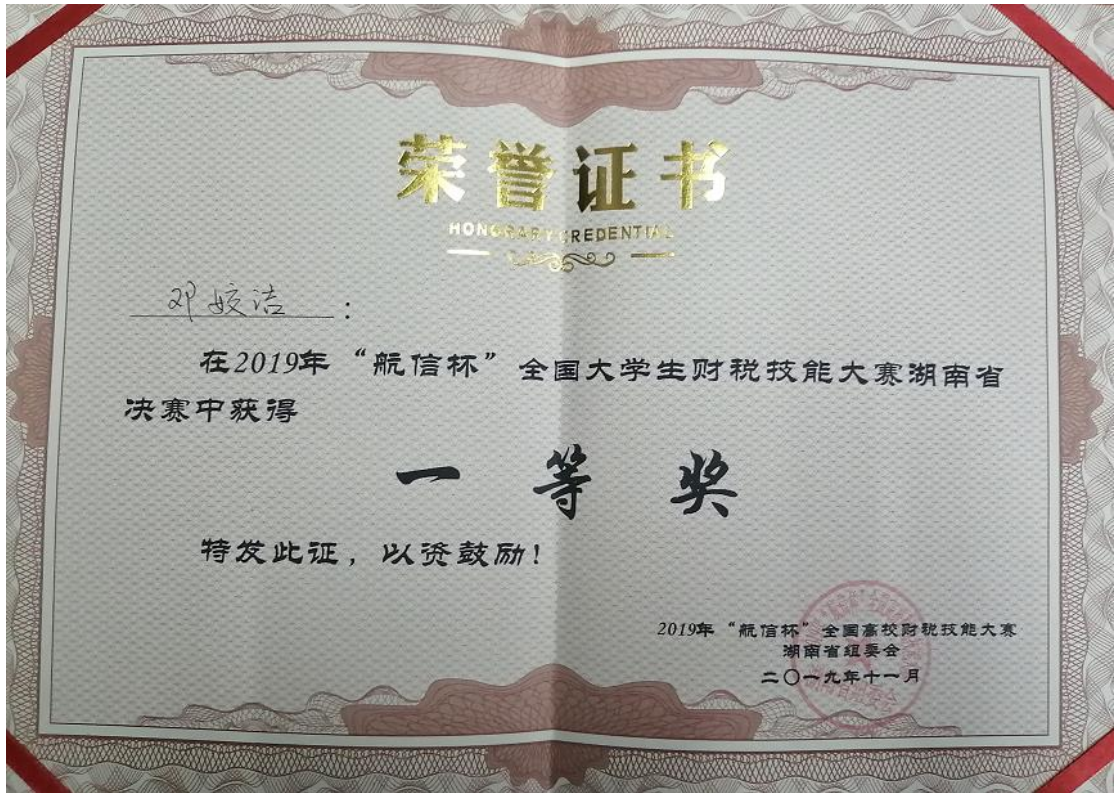 荣誉证书
HONORARY CREDENTIAL
邓姣洁：
在2019年“航信杯”全国大学生财税技能大赛湖南省
决赛中获得
一等奖
特发此证，以资鼓励！
2019年“航信杯”全国高校财税技能大赛
湖南省组委会
二〇一九年十一月